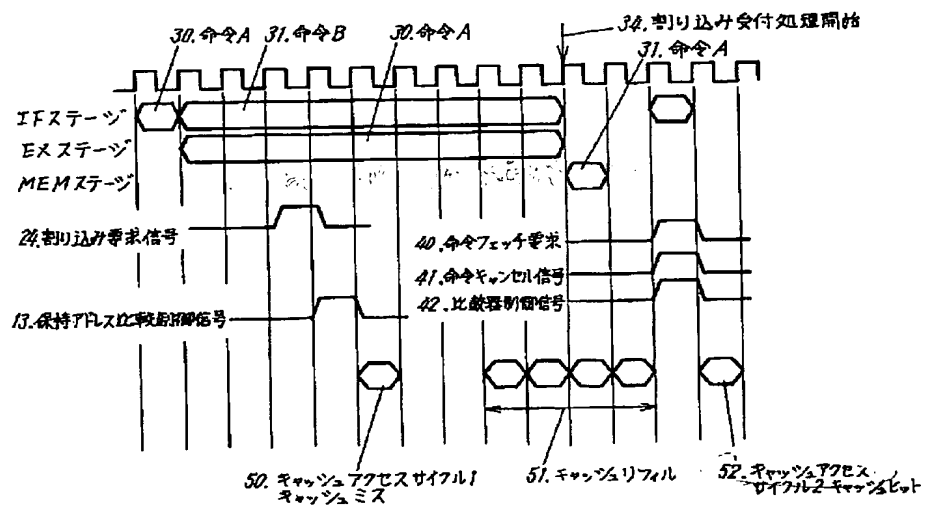 34.割り込み受付処理開始
30.命令A
31.命令B
30.命令A
31.命令A
IFステージ
EXステージ
MEMステージ
24.割り込み要求信号
40.命令フェッチ要求
41.命令キャンセル信号
42.比較器制御信号
13.保持アドレス比較制御信号
50.キャッシュアクセスサイクル1
キャッシュミス
51.キャッシュリフィル
52.キャッシュアクセス
サイクル2キャッシュヒット